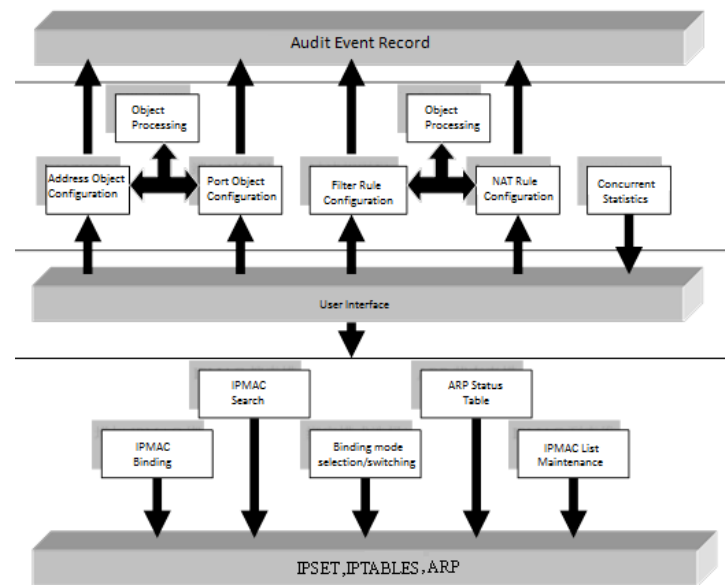 Audit Event Record
Object
Processing
Object
Processing
Address Object
Configuration
Port Object
Configuration
Filter Rule
Configuration
NAT Rule
Configuration
Concurrent
Statistics
User Interface
IPMAC
Search
ARP Status
Table
IPMAC
Binding
Binding mode
selection/switching
IPMAC List
Maintenance
IPSET,IPTABLES,ARP